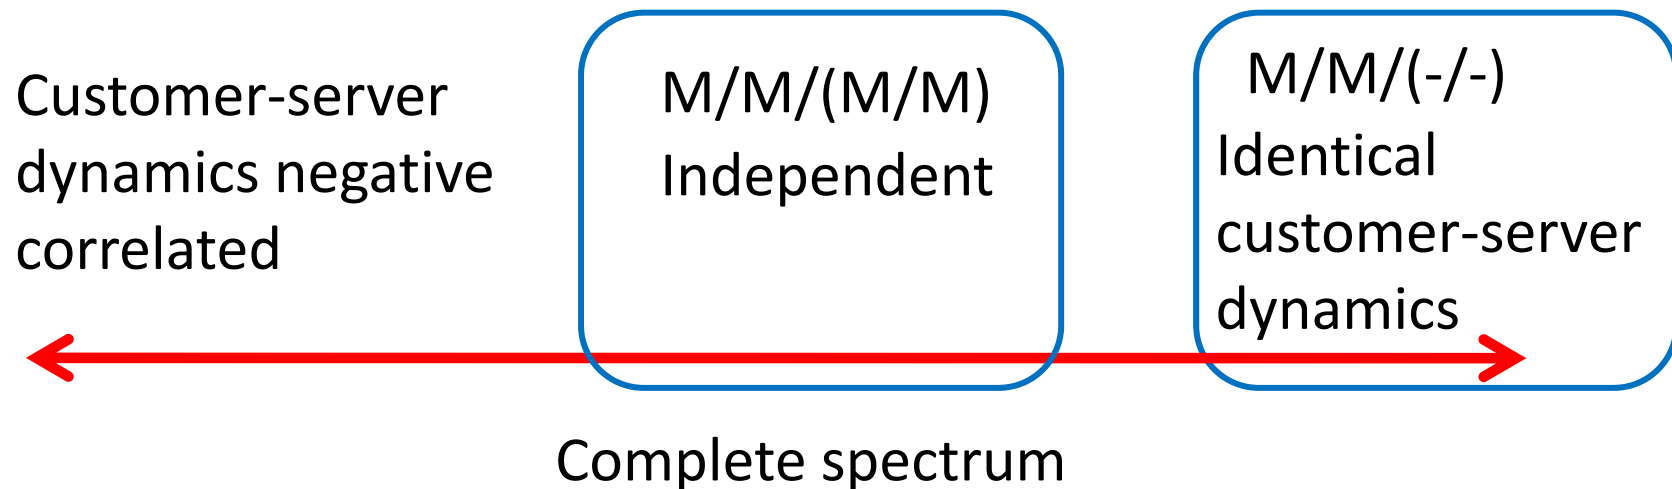 Customer-server
dynamics negative
correlated
M/M/(M/M)
Independent
M/M/(-/-)
Identical
customer-server
dynamics
Complete spectrum